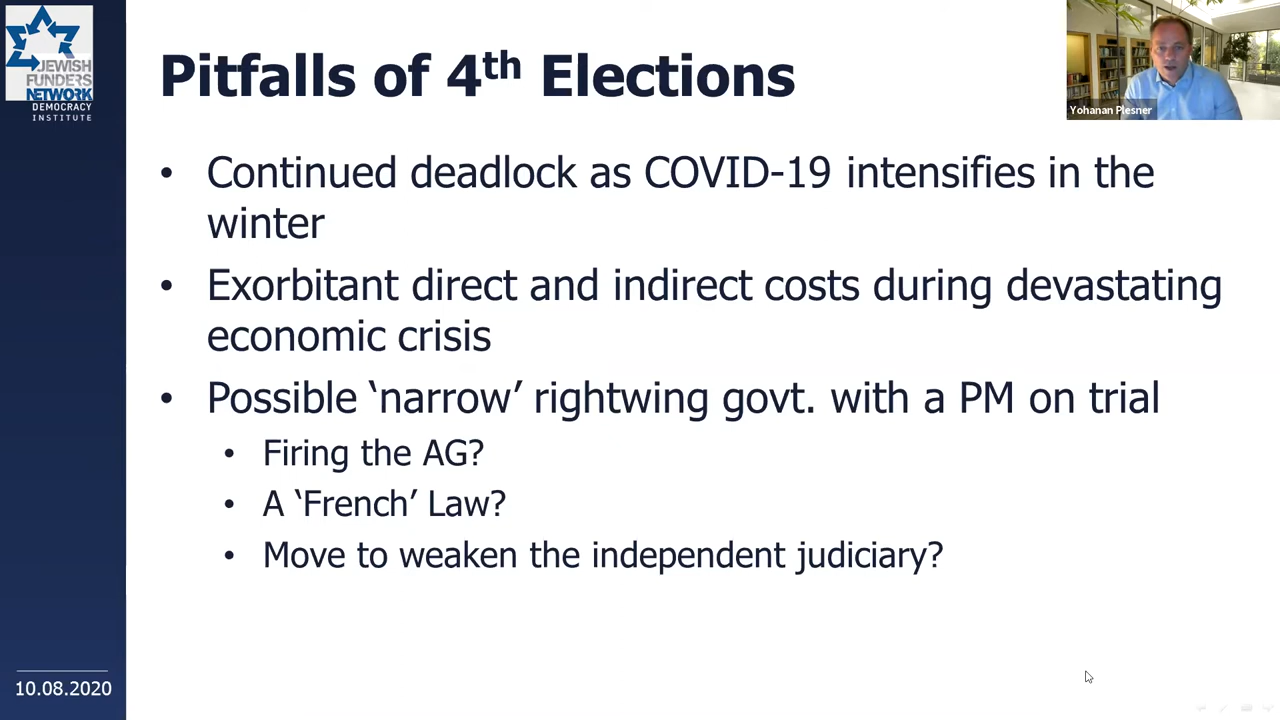 JEWISH
FUNDERS
NETWORK
DEMOCRACY
INSTITUTE
Pitfalls of 4th Elections
Yohanan Plesner
• Continued deadlock as COVID-19 intensifies in the
winter
• Exorbitant direct and indirect costs during devastating
economic crisis
• Possible ‘narrow’ rightwing govt. with a PM on trial
• Firing the AG?
• A ‘French’ Law?
• Move to weaken the independent judiciary?
10.08.2020